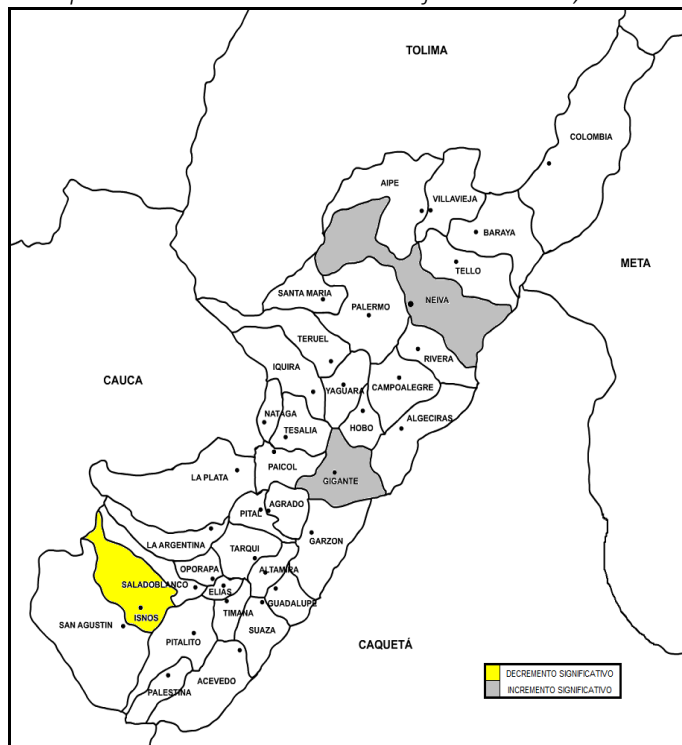 TOLIMA
COLOMBIA
AIPE
VILLAVIEJA
BARAYA
META
TELLO
SANTA MARIA
NEIVA
PALERMO
TERUEL
RIVERA
IQUIRA
CAUCA
YAGUARA
CAMPOALEGRE
NATAGA
HOBO
ALGECIRAS
TESALIA
PAICOL
LA PLATA
GIGANTE
PITAL
AGRADO
GARZON
LA ARGENTINA
TARQUI
OPORAPA
ALTAMIRA
SALADOBLANCO
ELIAS
GUADALUPE
ISNOS
TIMANA
SAN AGUSTIN
SUAZA
PITALITO
CAQUETÁ
ACEVEDO
PALESTINA
DECREMENTO SIGNIFICATIVO
INCREMENTO SIGNIFICATIVO